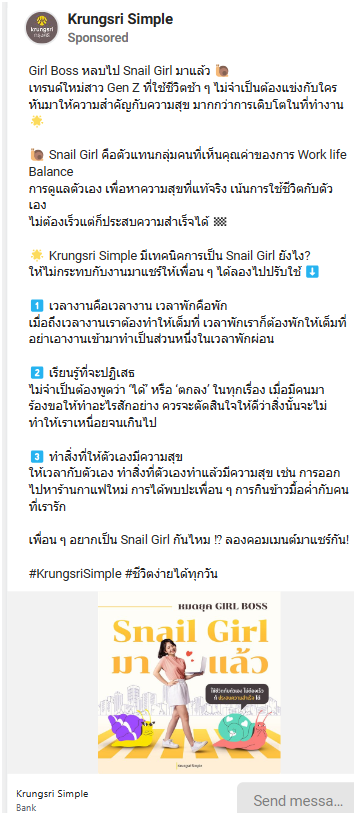 Krungsri Simple
Sponsored
Girl Boss หลบไป Snail Girl มาแล้ว 🐌
เทรนด์ใหม่สาว Gen Z ที่ใช้ชีวิตช้า ๆ ไม่จำเป็นต้องแข่งกับใคร
หันมาให้ความสำคัญกับความสุข มากกว่าการเติบโตในที่ทำงาน
🌟
🐌 Snail Girl คือตัวแทนกลุ่มคนที่เห็นคุณค่าของการ Work life
Balance
การดูแลตัวเอง เพื่อหาความสุขที่แท้จริง เน้นการใช้ชีวิตกับตัว
เอง
ไม่ต้องเร็วแต่ก็ประสบความสำเร็จได้ 🏁
🌟 Krungsri Simple มีเทคนิคการเป็น Snail Girl ยังไง?
ให้ไม่กระทบกับงานมาแชร์ให้เพื่อน ๆ ได้ลองไปปรับใช้ ⬇️
1️⃣ เวลางานคือเวลางาน เวลาพักคือพัก
เมื่อถึงเวลางานเราต้องทำให้เต็มที่ เวลาพักเราก็ต้องพักให้เต็มที่
อย่าเอางานเข้ามาทำเป็นส่วนหนึ่งในเวลาพักผ่อน
2️⃣ เรียนรู้ที่จะปฏิเสธ
ไม่จำเป็นต้องพูดว่า 'ได้' หรือ 'ตกลง' ในทุกเรื่อง เมื่อมีคนมา
ร้องขอให้ทำอะไรสักอย่าง ควรจะตัดสินใจให้ดีว่าสิ่งนั้นจะไม่
ทำให้เราเหนื่อยจนเกินไป
3️⃣ ทำสิ่งที่ให้ตัวเองมีความสุข
ให้เวลากับตัวเอง ทำสิ่งที่ตัวเองทำแล้วมีความสุข เช่น การออก
ไปหาร้านกาแฟใหม่ การได้พบปะเพื่อน ๆ การกินข้าวมื้อค่ำกับคน
ที่เรารัก
เพื่อน ๆ อยากเป็น Snail Girl กันไหม ⁉ ลองคอมเมนต์มาแชร์กัน!
#KrungsriSimple #ชีวิตง่ายได้ทุกวัน
หมดยุค GIRL BOSS
Snail Girl
มาแล้ว
ใช้ชีวิตกับตัวเอง ไม่ต้องเร็ว
ก็ ประสบความสำเร็จ ได้
krungsri Simple
Krungsri Simple
Bank
Send messa...